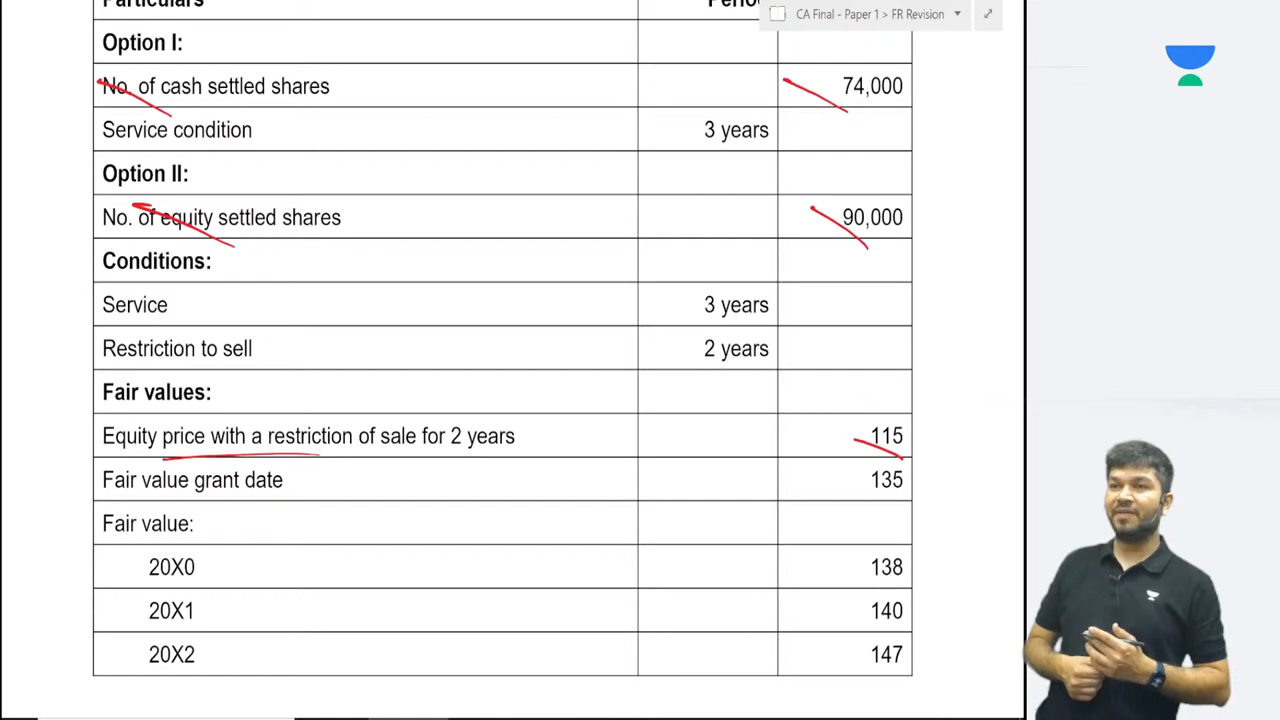 Particulars
CA Final - Paper 1 > FR Revision
Option I:
No. of cash settled shares 74,000
Service condition 3 years
Option II:
No. of equity settled shares 90,000
Conditions:
Service 3 years
Restriction to sell 2 years
Fair values:
Equity price with a restriction of sale for 2 years 115
Fair value grant date 135
Fair value:
20X0 138
20X1 140
20X2 147